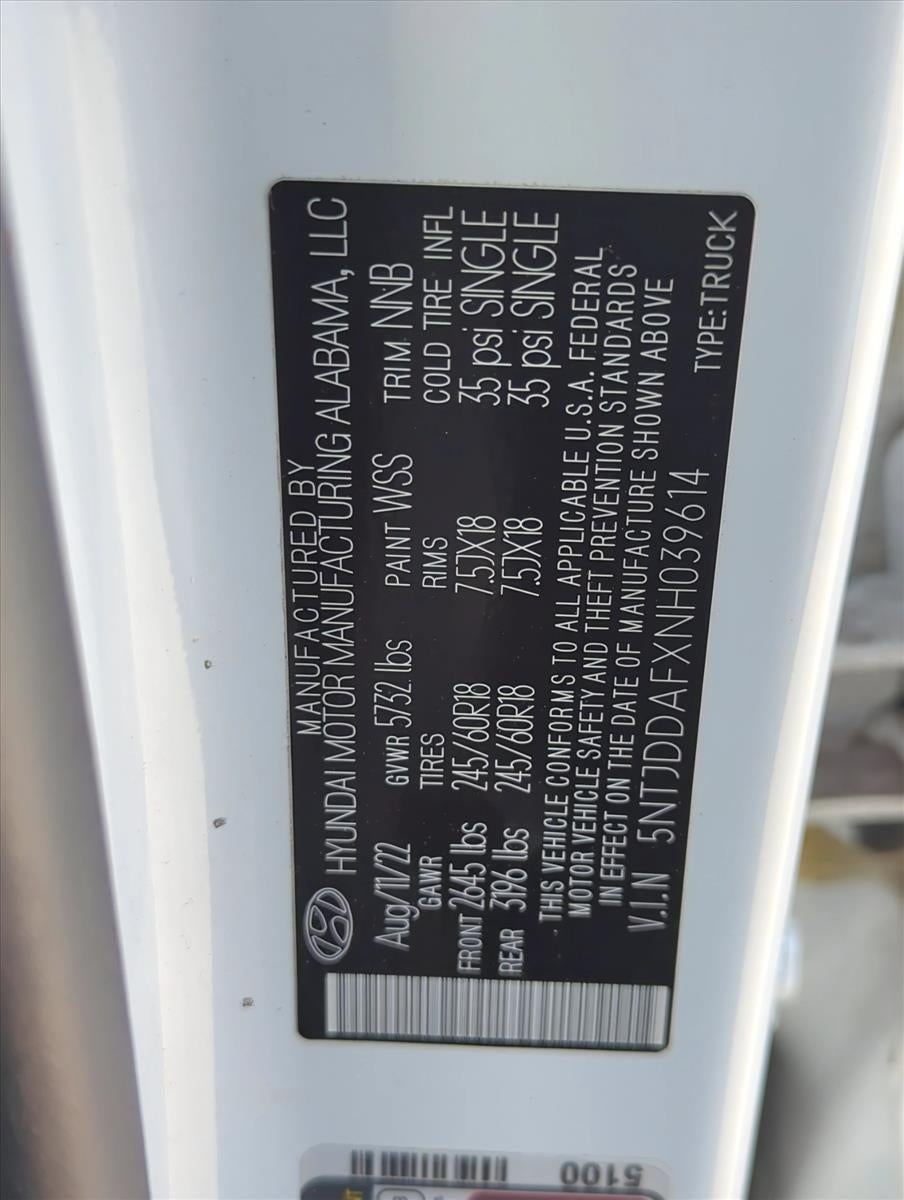 MANUFACTURED BY
HYUNDAI MOTOR MANUFACTURING ALABAMA, LLC
Aug/17/22 GVWR 5732 lbs PAINT WSS TRIM NNB
GAWR TIRES RIMS COLD TIRE INFL
FRONT 2645 lbs 245/60R18 7.5JX18 35 psi SINGLE
REAR 3196 lbs 245/60R18 7.5JX18 35 psi SINGLE
THIS VEHICLE CONFORMS TO ALL APPLICABLE U.S.A. FEDERAL
MOTOR VEHICLE SAFETY AND THEFT PREVENTION STANDARDS
IN EFFECT ON THE DATE OF MANUFACTURE SHOWN ABOVE
V.I.N 5NTJDDAFXNH039614
TYPE:TRUCK
5100